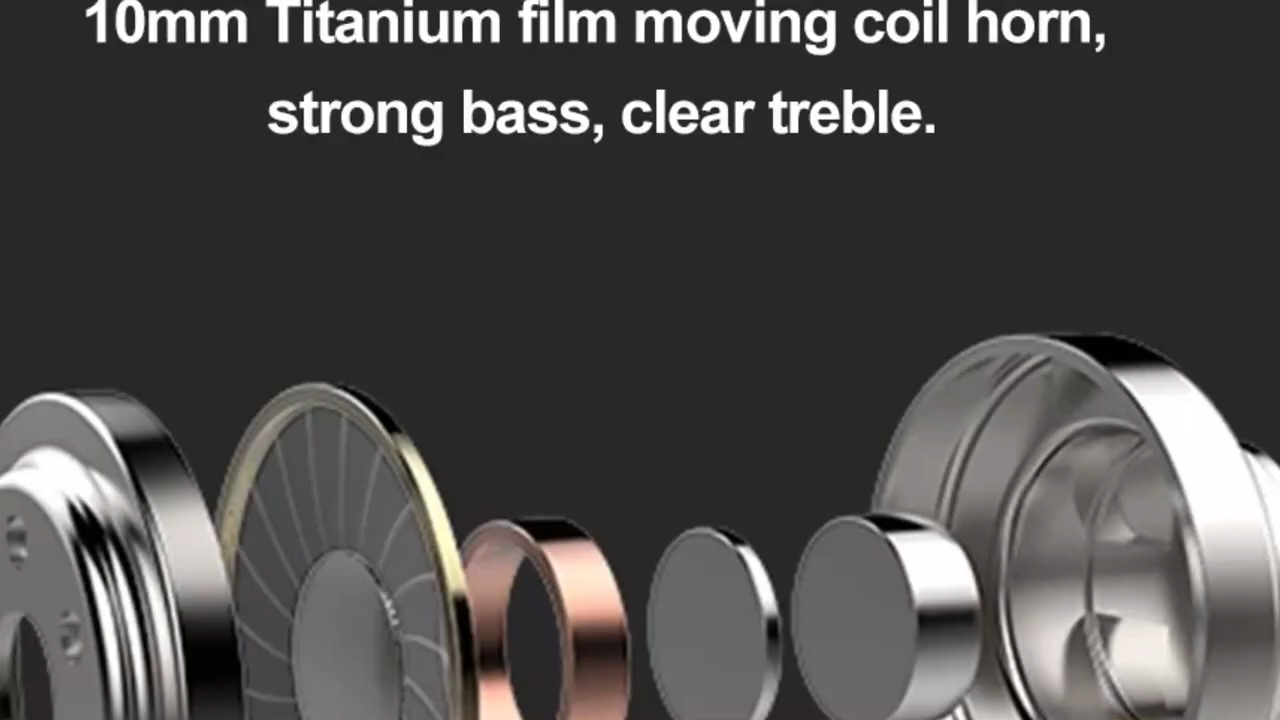 10mm Titanium film moving coil horn,
strong bass, clear treble.